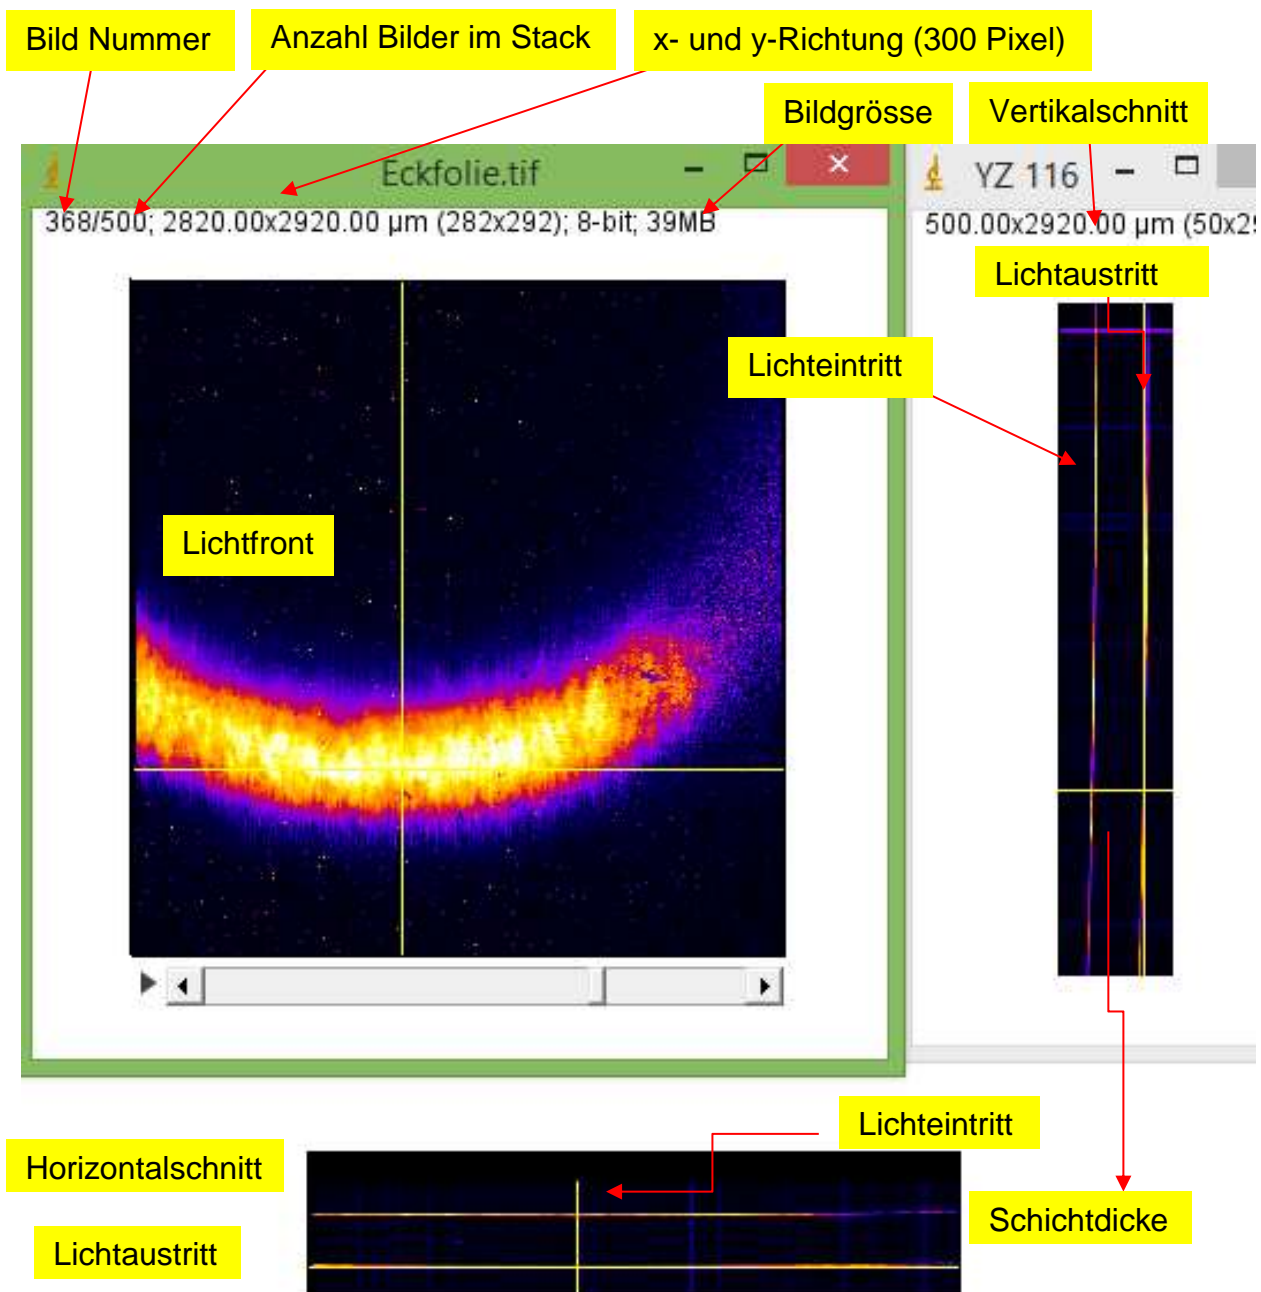 Bild Nummer
Anzahl Bilder im Stack
x- und y-Richtung (300 Pixel)
Bildgrösse
Vertikalschnitt
Eckfolie.tif
YZ 116
368/500; 2820.00x2920.00 µm (282x292); 8-bit; 39MB
500.00x2920.00 µm (50x29
Lichtaustritt
Lichteintritt
Lichtfront
Lichteintritt
Horizontalschnitt
Schichtdicke
Lichtaustritt